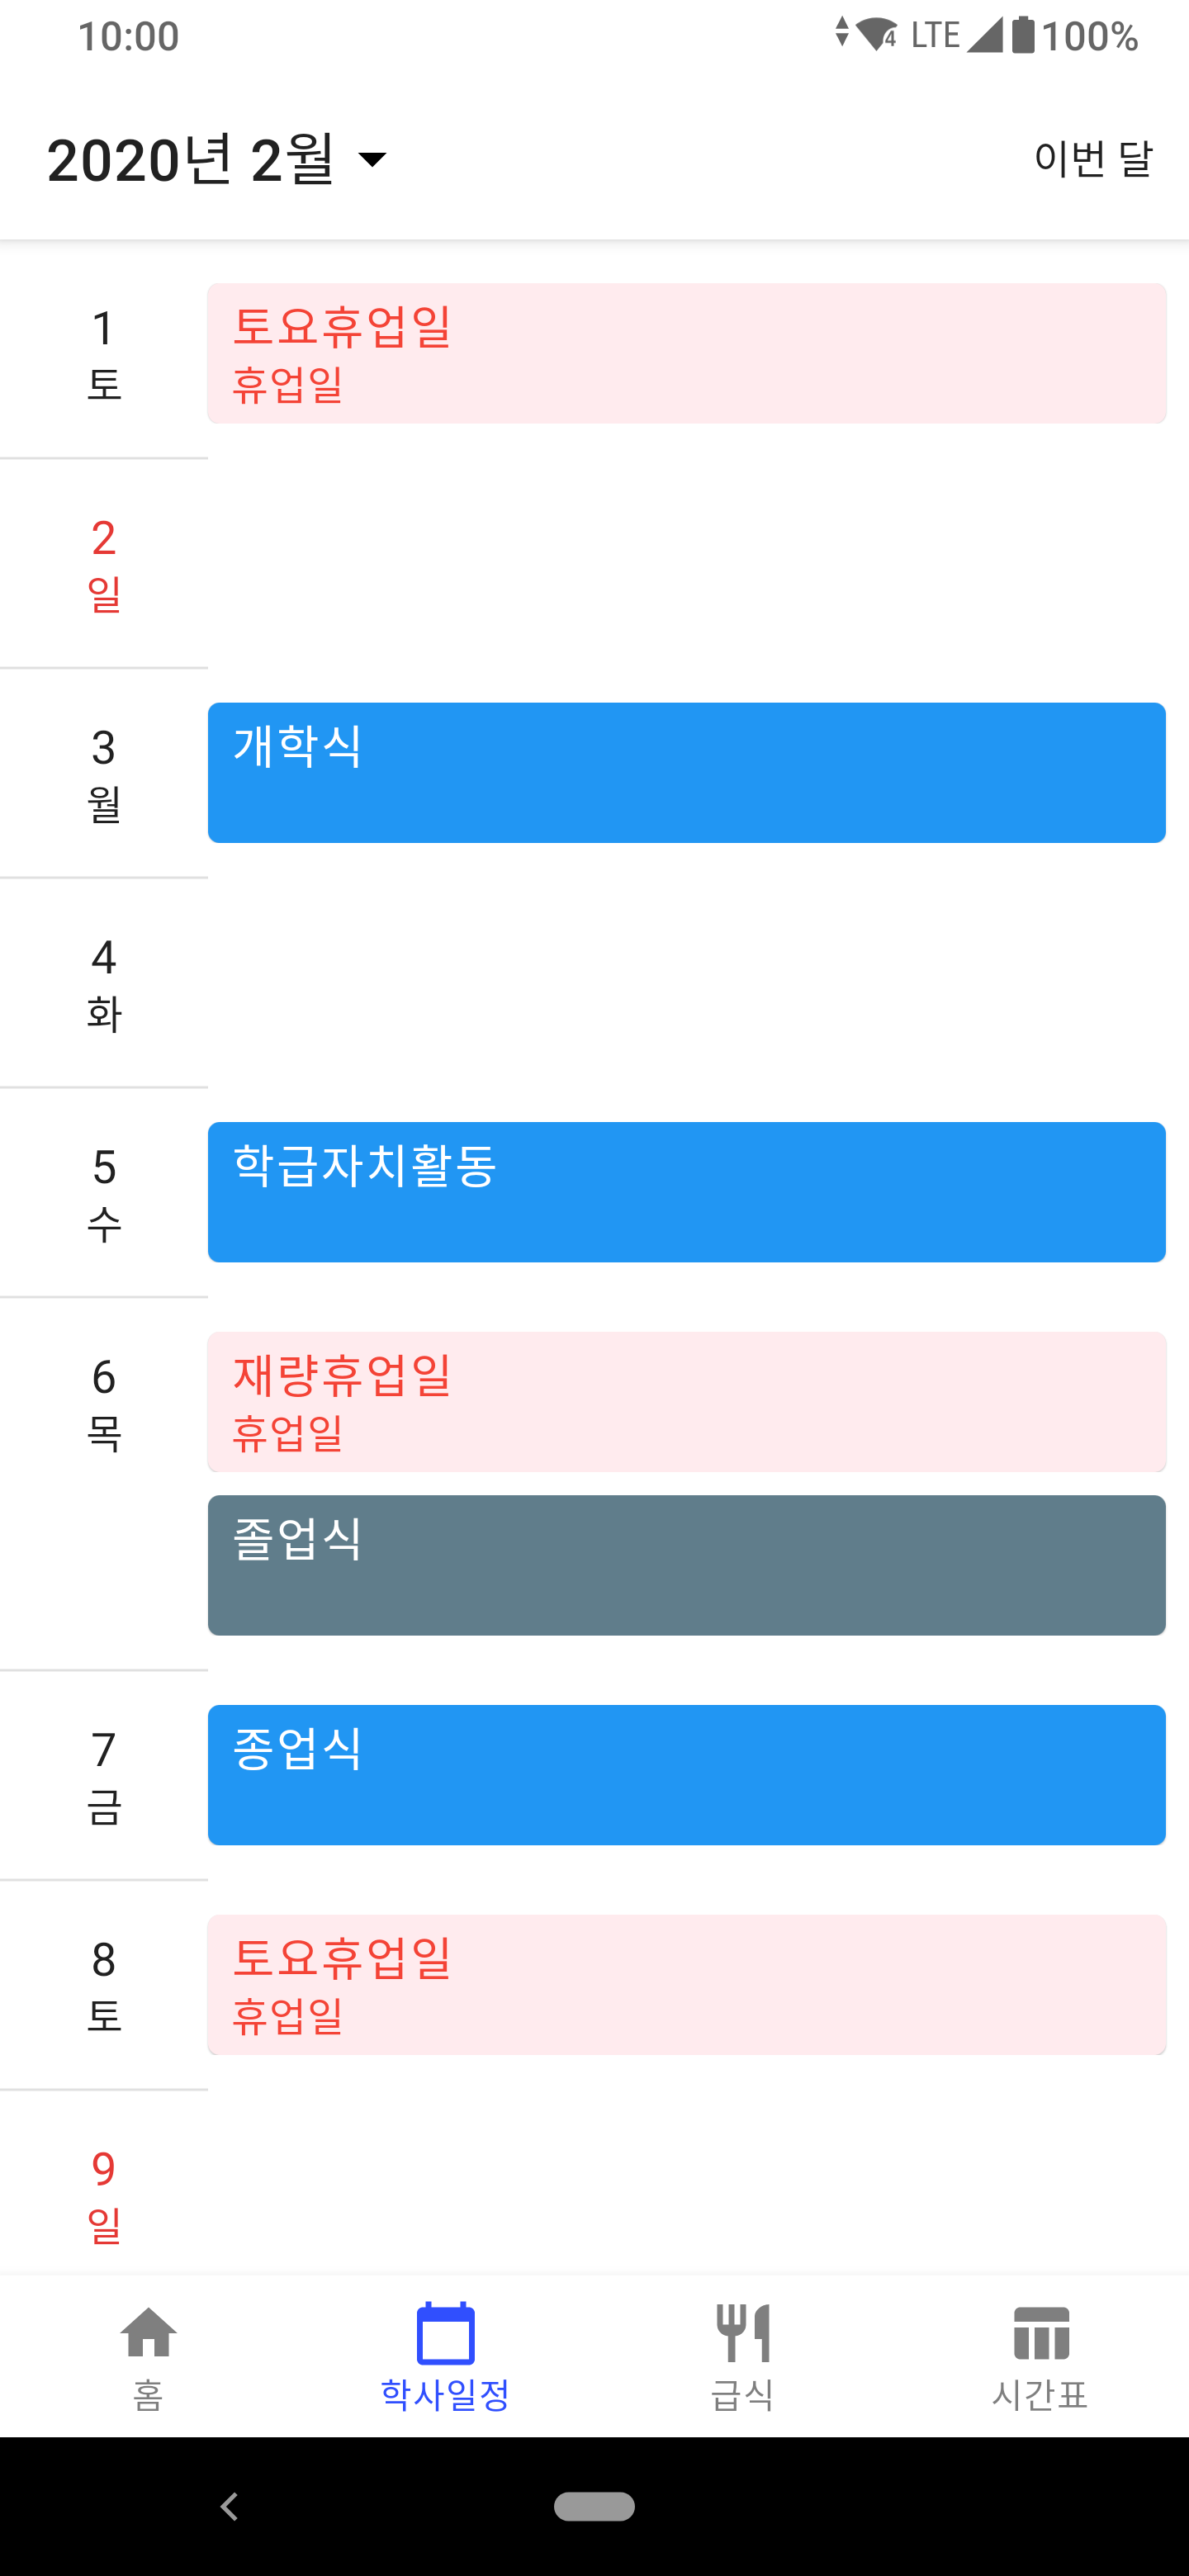 10:00
4 LTE 100%
2020년 2월
이번 달
1
토
토요휴업일
휴업일
2
일
3
월
개학식
4
화
5
수
학급자치활동
6
목
재량휴업일
휴업일
졸업식
7
금
종업식
8
토
토요휴업일
휴업일
9
일
홈
학사일정
급식
시간표